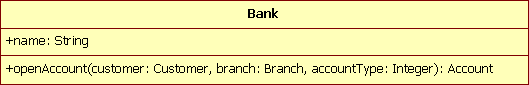 Bank
+name: String
+openAccount(customer: Customer, branch: Branch, accountType: Integer): Account